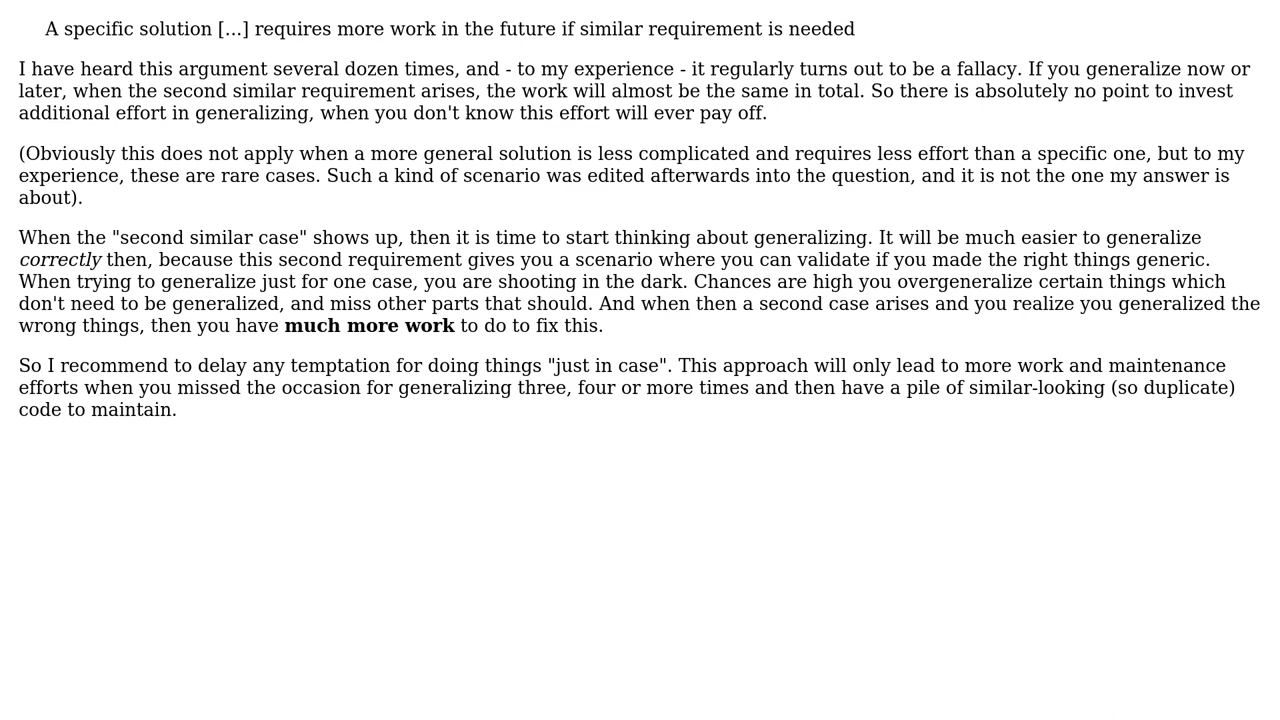 A specific solution [...] requires more work in the future if similar requirement is needed
I have heard this argument several dozen times, and - to my experience - it regularly turns out to be a fallacy. If you generalize now or
later, when the second similar requirement arises, the work will almost be the same in total. So there is absolutely no point to invest
additional effort in generalizing, when you don't know this effort will ever pay off.
(Obviously this does not apply when a more general solution is less complicated and requires less effort than a specific one, but to my
experience, these are rare cases. Such a kind of scenario was edited afterwards into the question, and it is not the one my answer is
about).
When the "second similar case" shows up, then it is time to start thinking about generalizing. It will be much easier to generalize
correctly then, because this second requirement gives you a scenario where you can validate if you made the right things generic.
When trying to generalize just for one case, you are shooting in the dark. Chances are high you overgeneralize certain things which
don't need to be generalized, and miss other parts that should. And when then a second case arises and you realize you generalized the
wrong things, then you have much more work to do to fix this.
So I recommend to delay any temptation for doing things "just in case". This approach will only lead to more work and maintenance
efforts when you missed the occasion for generalizing three, four or more times and then have a pile of similar-looking (so duplicate)
code to maintain.